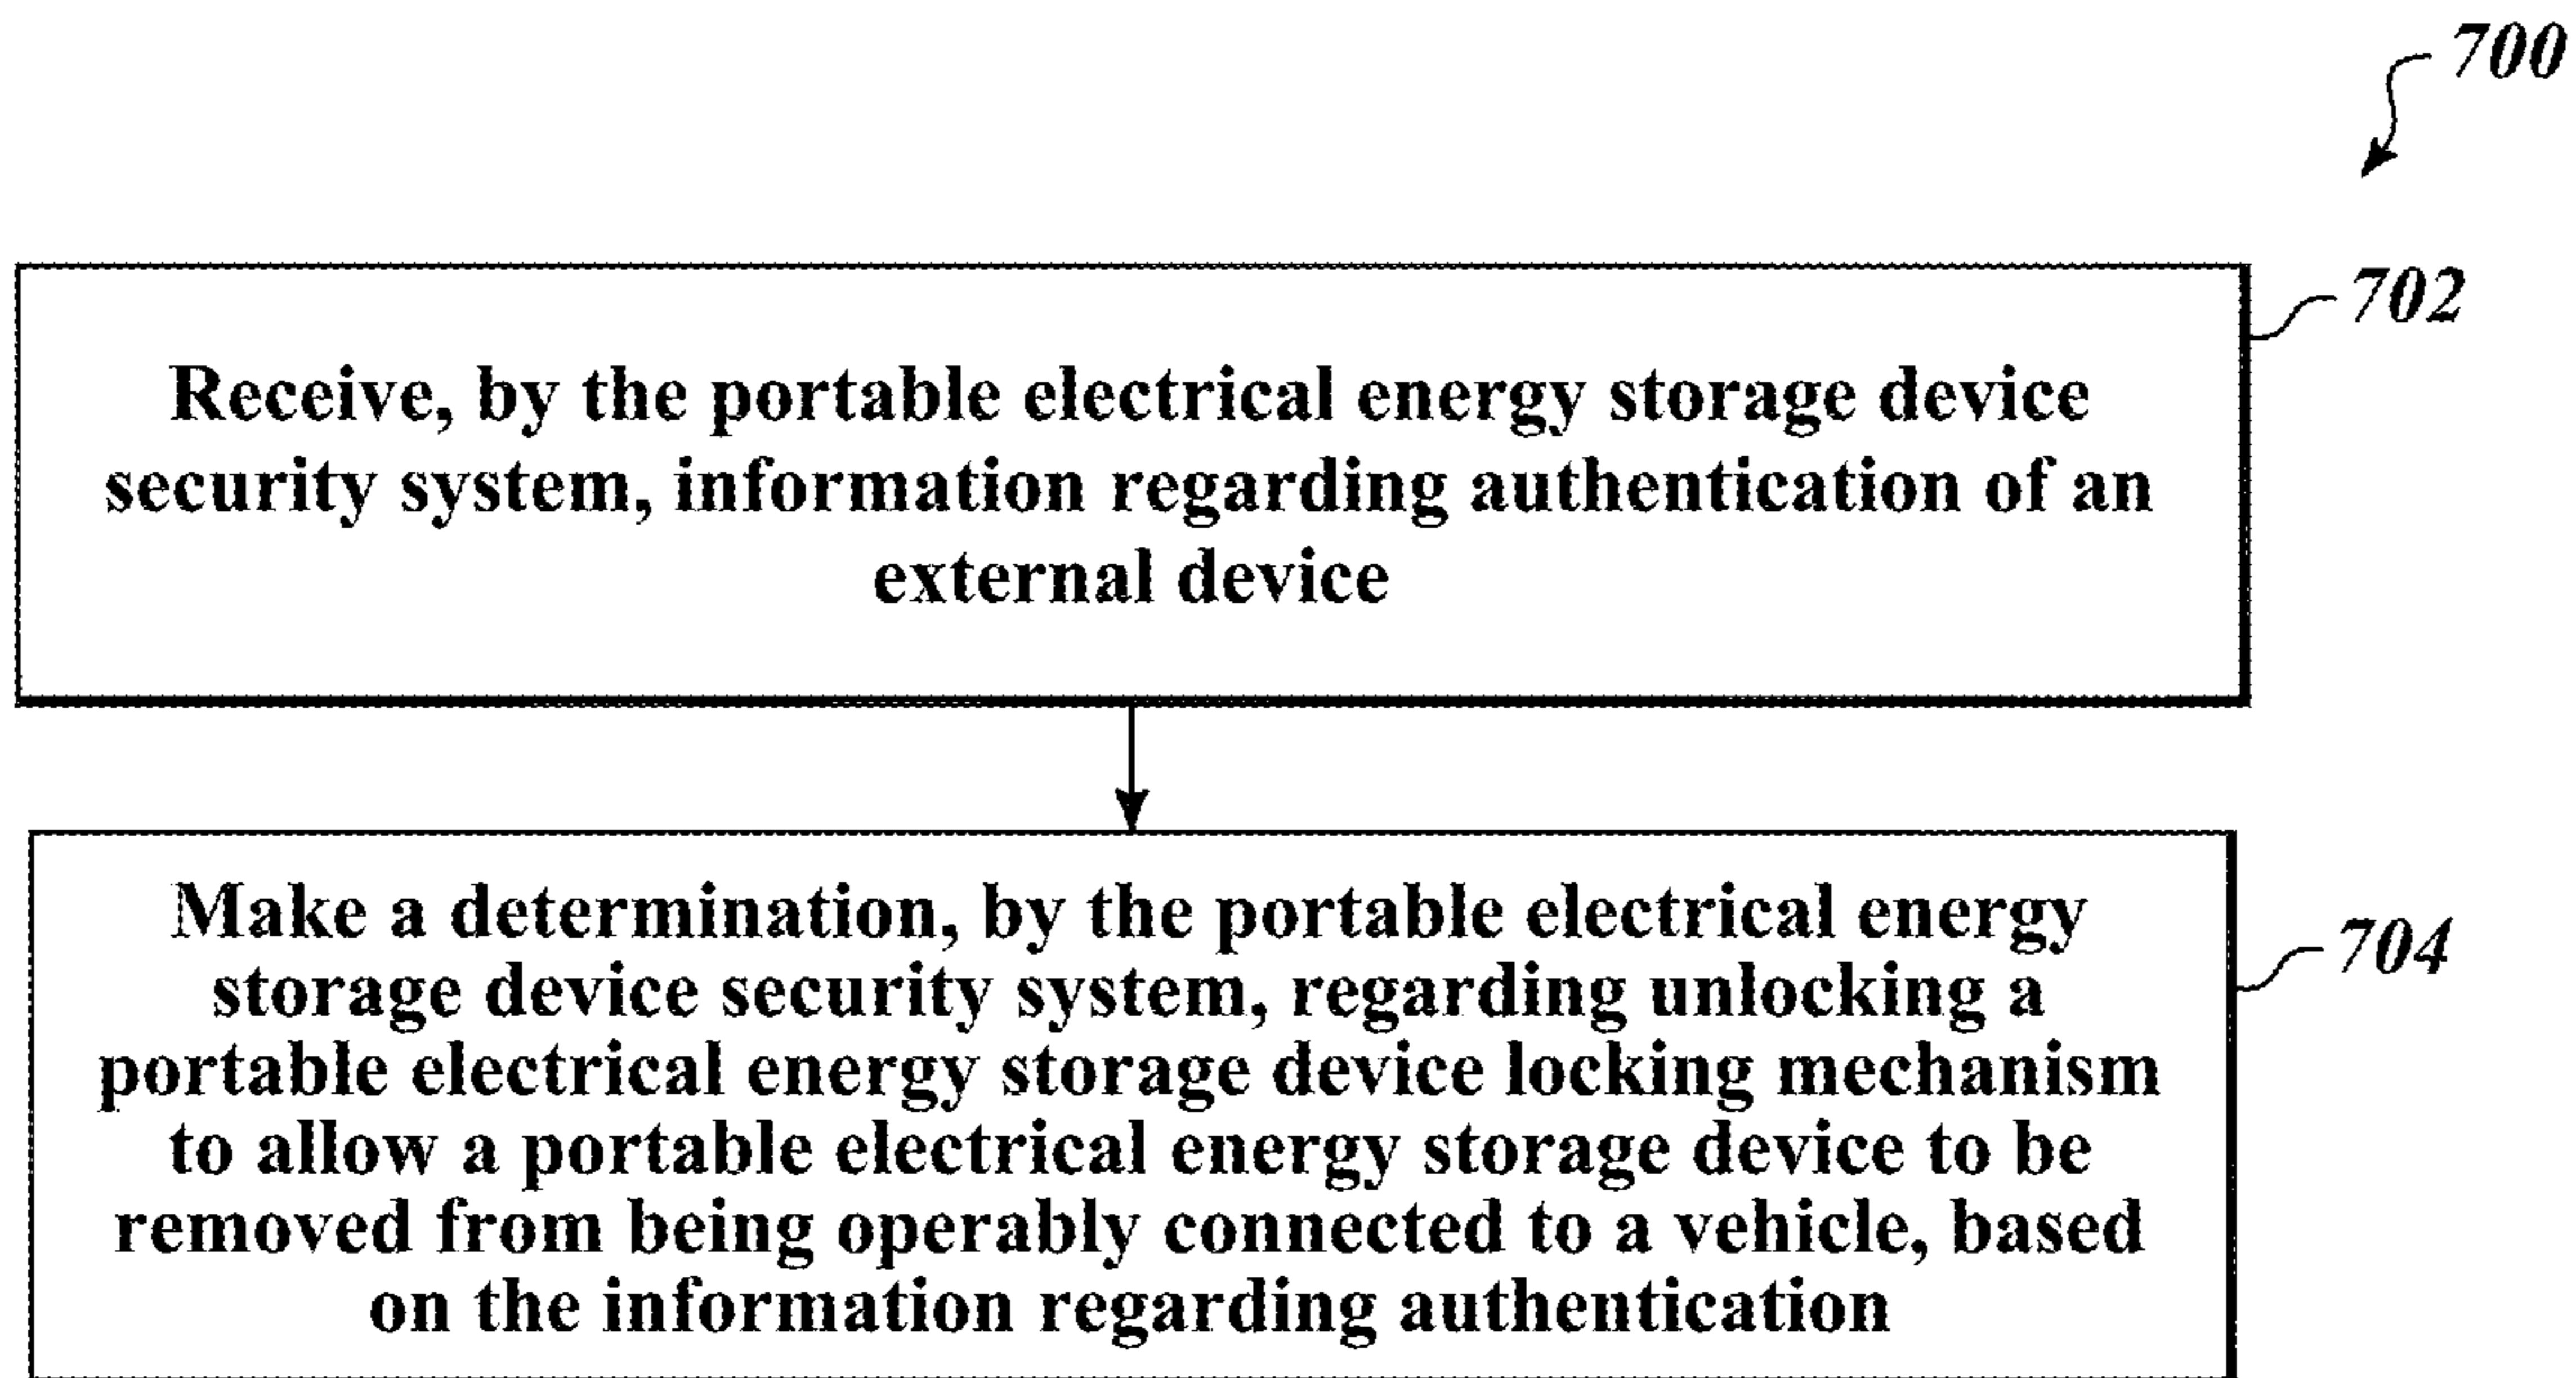 700
702
Receive, by the portable electrical energy storage device
security system, information regarding authentication of an
external device
704
Make a determination, by the portable electrical energy
storage device security system, regarding unlocking a
portable electrical energy storage device locking mechanism
to allow a portable electrical energy storage device to be
removed from being operably connected to a vehicle, based
on the information regarding authentication